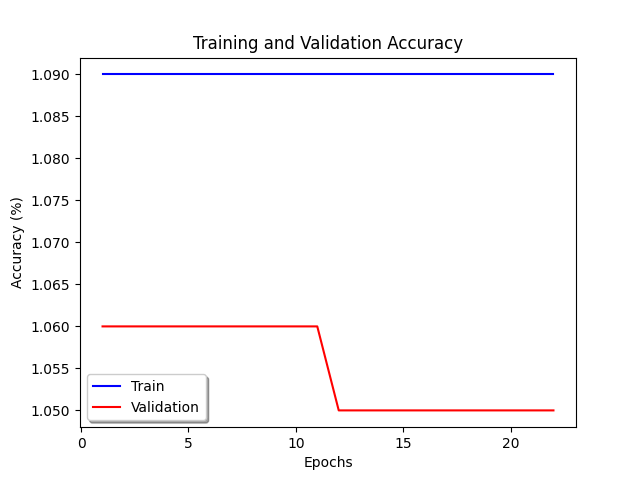 Training and Validation Accuracy
1.090
1.085
1.080
1.075
1.070
1.065
1.060
1.055
1.050
Accuracy (%)
Train
Validation
0 5 10 15 20
Epochs